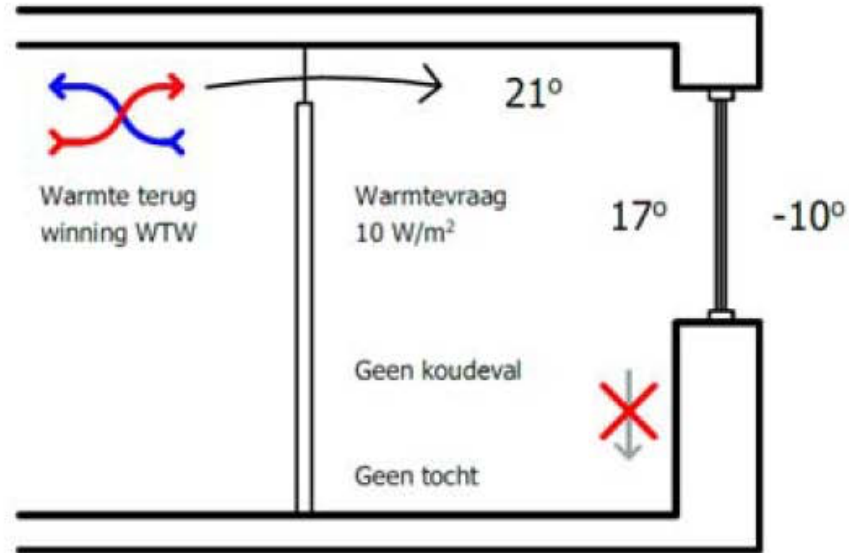 21°
Warmte terug
winning WTW
Warmtevraag
10 W/m²
17°
-10°
Geen koudeval
Geen tocht